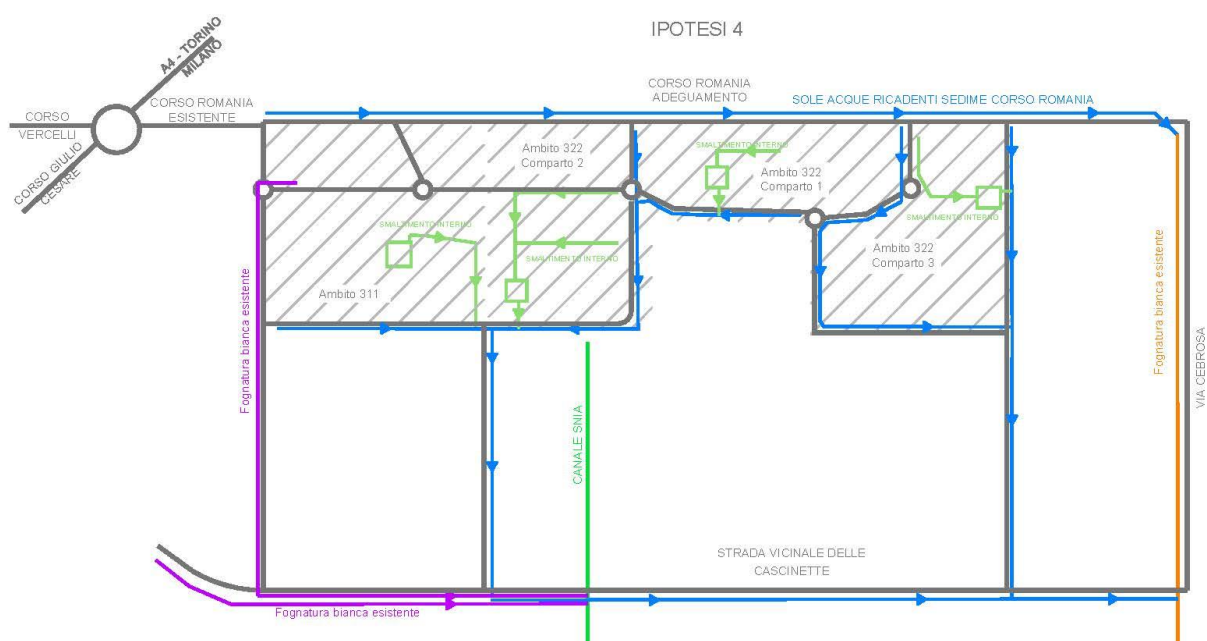 IPOTESI 4
A4 - TORINO
MILANO
CORSO
VERCELLI
CORSO ROMANIA
ESISTENTE
CORSO GIULIO
CESARE
CORSO ROMANIA
ADEGUAMENTO
SOLE ACQUE RICADENTI SEDIME CORSO ROMANIA
Ambito 322
Comparto 2
SMALTIMENTO INTERNO
Ambito 322
Comparto 1
SMALTIMENTO INTERNO
SMALTIMENTO INTERNO
SMALTIMENTO INTERNO
Ambito 322
Comparto 3
Ambito 311
Fognatura bianca esistente
Fognatura bianca esistente
VIA CEBROSA
CANALE SNIA
STRADA VICINALE DELLE
CASCINETTE
Fognatura bianca esistente